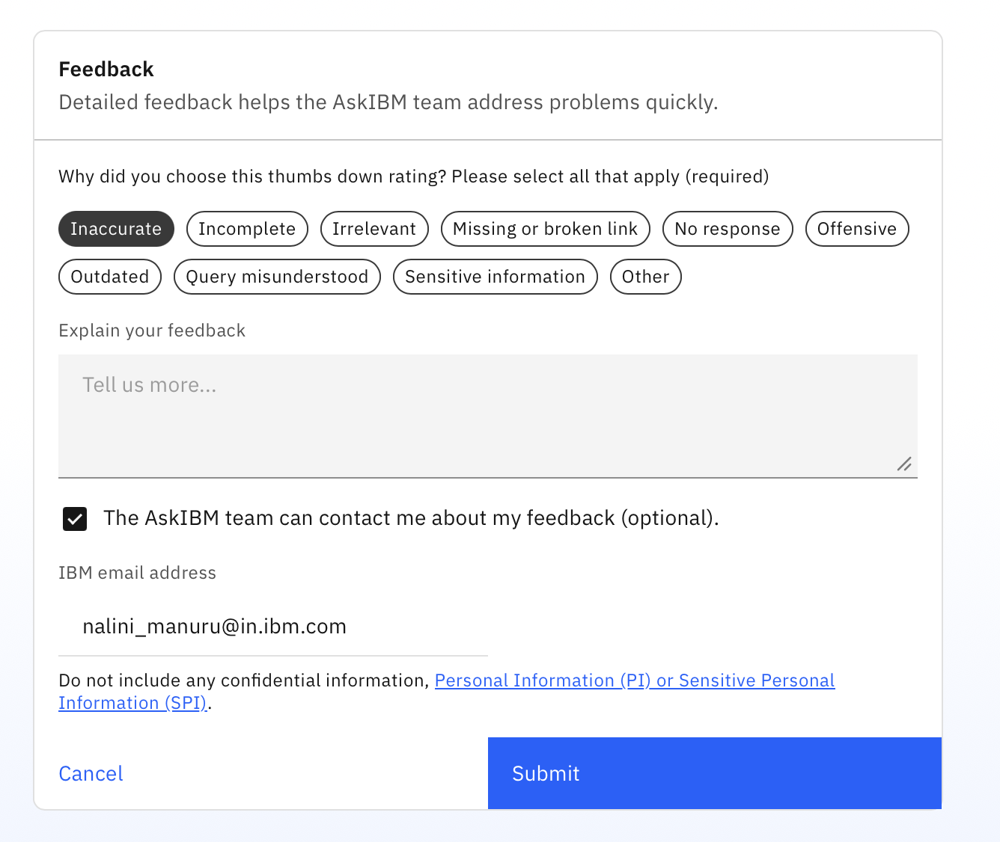 Feedback
Detailed feedback helps the AskIBM team address problems quickly.
Why did you choose this thumbs down rating? Please select all that apply (required)
Inaccurate Incomplete Irrelevant Missing or broken link No response Offensive
Outdated Query misunderstood Sensitive information Other
Explain your feedback
Tell us more...
The AskIBM team can contact me about my feedback (optional).
IBM email address
nalini_manuru@in.ibm.com
Do not include any confidential information, Personal Information (PI) or Sensitive Personal
Information (SPI).
Cancel Submit